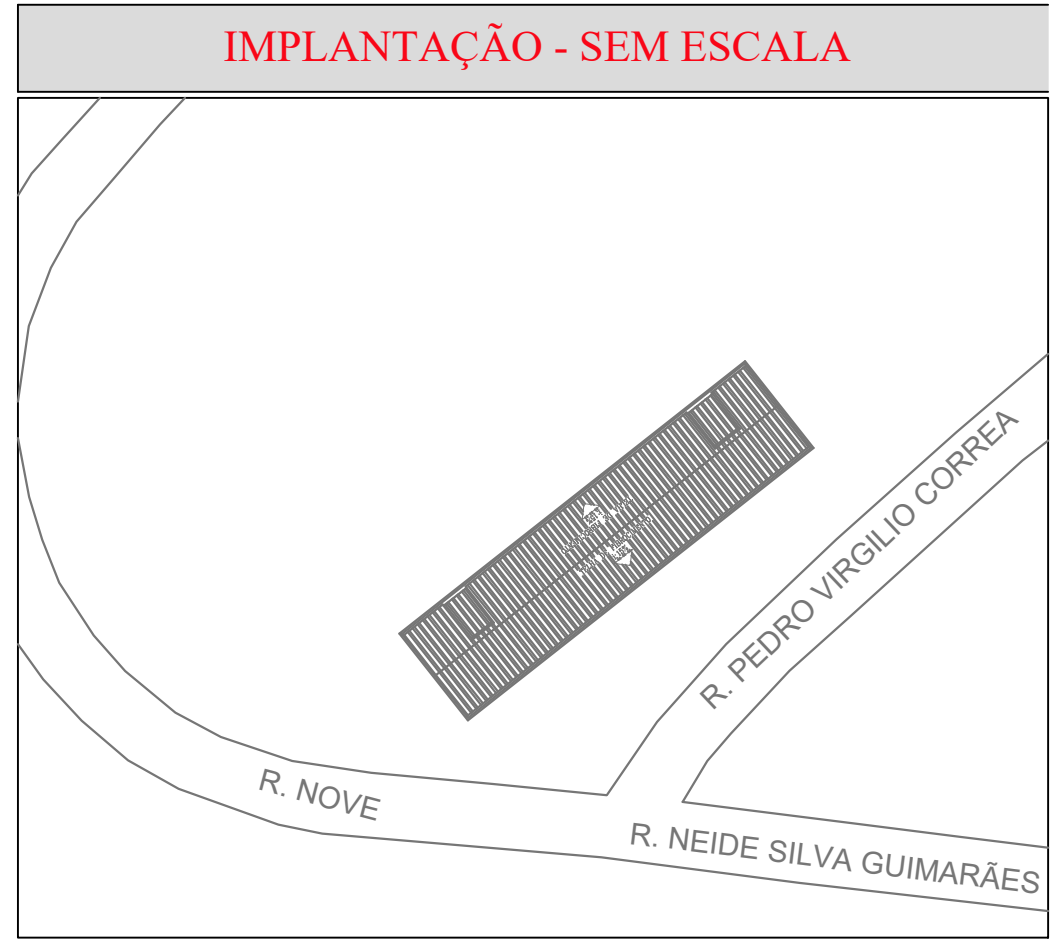 IMPLANTAÇÃO - SEM ESCALA
R. PEDRO VIRGILIO CORREA
R. NOVE
R. NEIDE SILVA GUIMARÃES